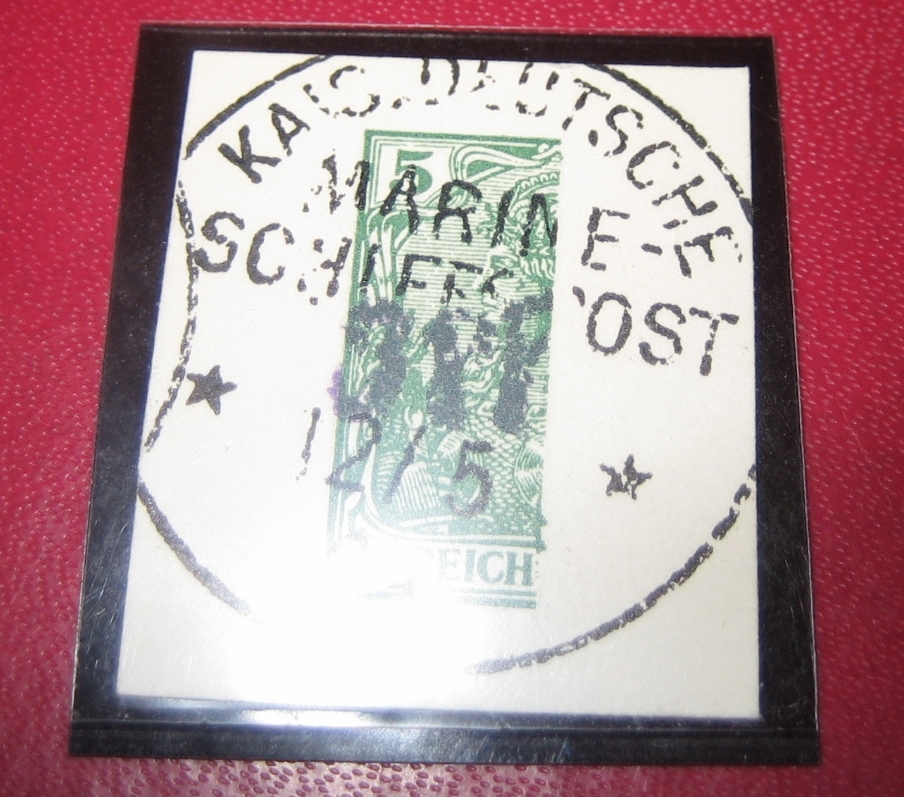 KAIS. DEUTSCHE
MARINE-
SCHIFFSPOST
12/5
5
REICH